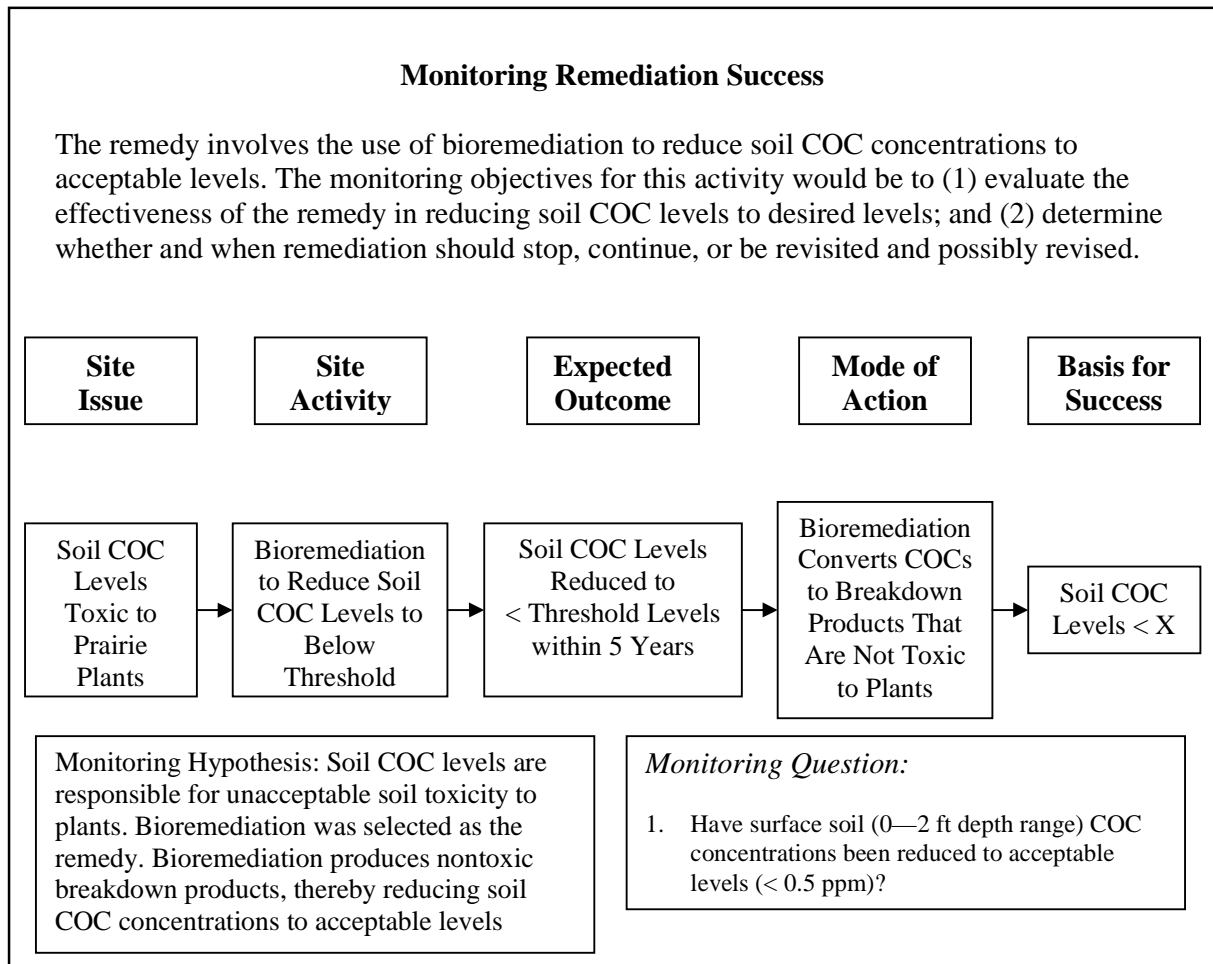 Monitoring Remediation Success
The remedy involves the use of bioremediation to reduce soil COC concentrations to
acceptable levels. The monitoring objectives for this activity would be to (1) evaluate the
effectiveness of the remedy in reducing soil COC levels to desired levels; and (2) determine
whether and when remediation should stop, continue, or be revisited and possibly revised.
Site
Issue
Site
Activity
Expected
Outcome
Mode of
Action
Basis for
Success
Soil COC
Levels
Toxic to
Prairie
Plants
Bioremediation
to Reduce Soil
COC Levels to
Below
Threshold
Soil COC Levels
Reduced to
< Threshold Levels
within 5 Years
Bioremediation
Converts COCs
to Breakdown
Products That
Are Not Toxic
to Plants
Soil COC
Levels < X
Monitoring Hypothesis: Soil COC levels are
responsible for unacceptable soil toxicity to
plants. Bioremediation was selected as the
remedy. Bioremediation produces nontoxic
breakdown products, thereby reducing soil
COC concentrations to acceptable levels
Monitoring Question:
1. Have surface soil (0—2 ft depth range) COC
concentrations been reduced to acceptable
levels (< 0.5 ppm)?